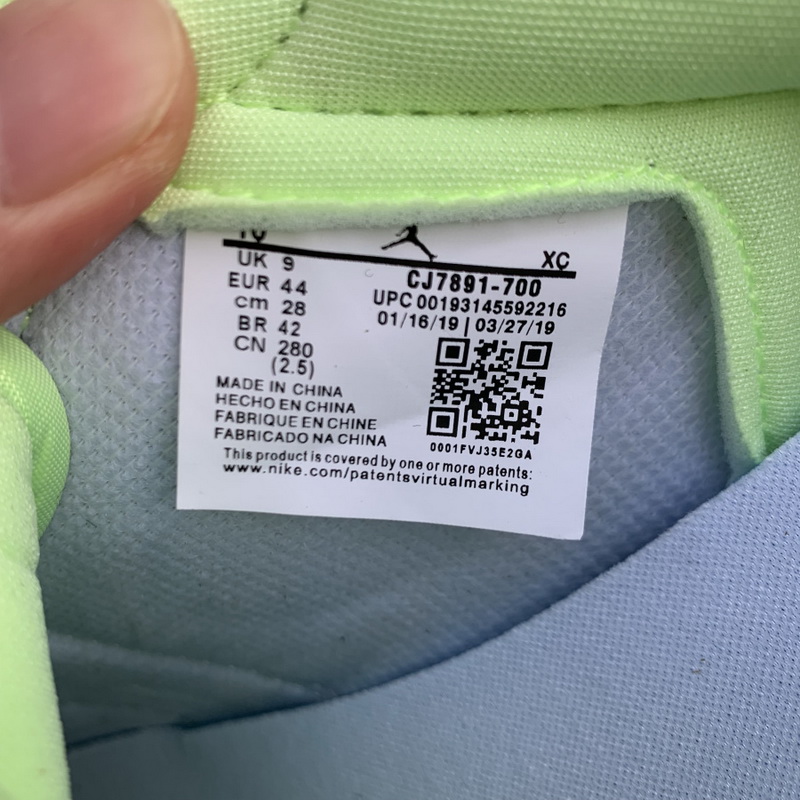 XC
UK 9
EUR 44
cm 28
BR 42
CN 280
(2.5)
CJ7891-700
UPC 00193145592216
01/16/19 | 03/27/19
MADE IN CHINA
HECHO EN CHINA
FABRIQUE EN CHINE
FABRICADO NA CHINA
0001FVJ35E2GA
This product is covered by one or more patents:
www.nike.com/patentsvirtualmarking